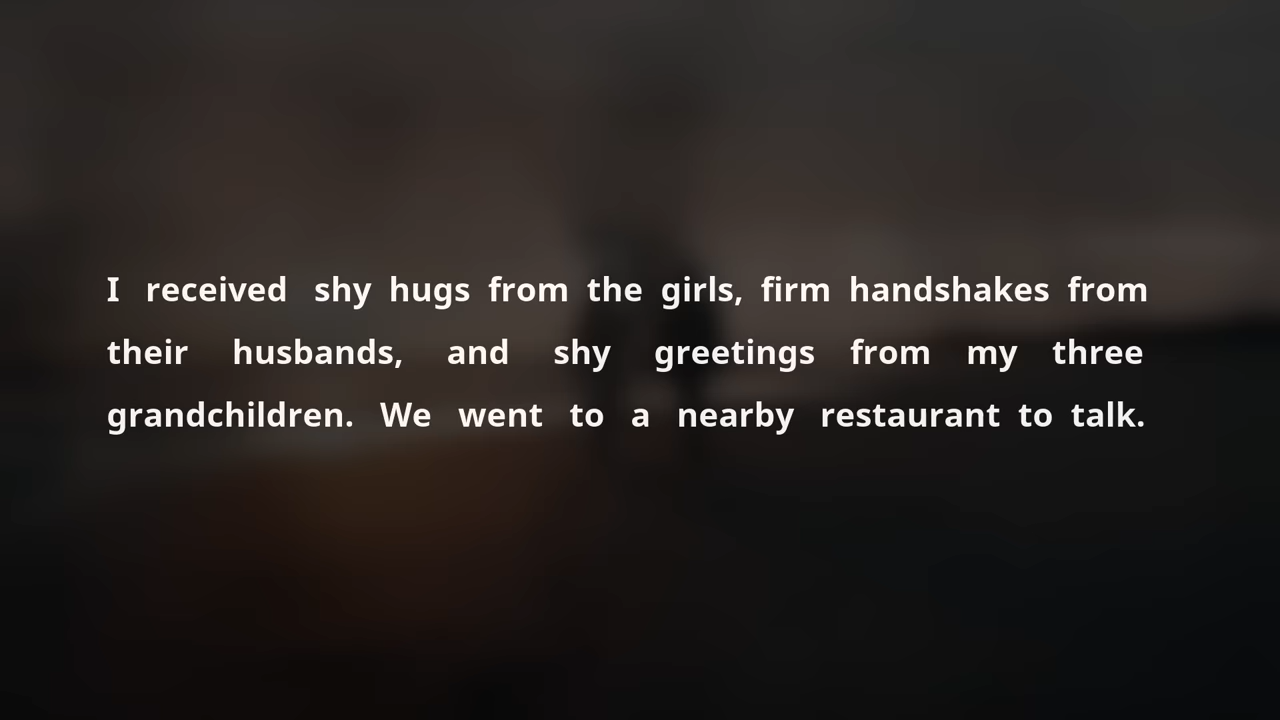 I received shy hugs from the girls, firm handshakes from
their husbands, and shy greetings from my three
grandchildren. We went to a nearby restaurant to talk.